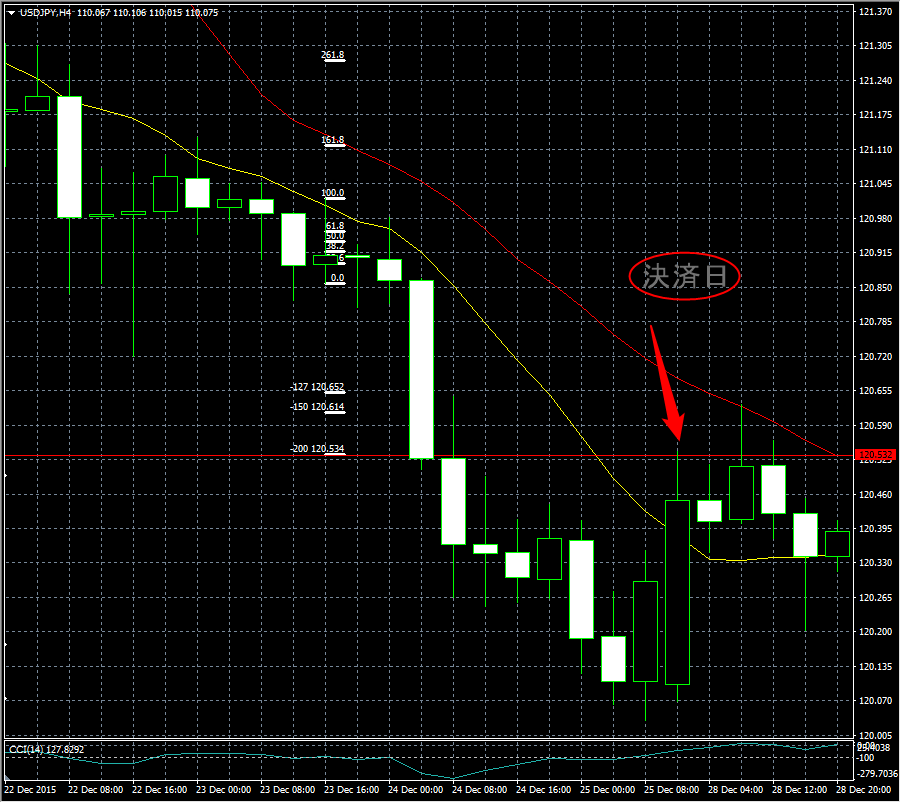 USDJPY,H4 110.067 110.106 110.015 110.075
121.370
121.305
121.240
121.175
121.110
121.045
120.980
120.915
120.850
120.785
120.720
120.655
120.590
120.532
120.525
120.460
120.395
120.330
120.265
120.200
120.135
120.070
120.005
261.8
161.8
100.0
61.8
50.0
38.2
0.0
-127 120.652
-150 120.614
-200 120.534
決済日
CCI(14) 127.8292
-100
-279.7036
22 Dec 2015
22 Dec 08:00
22 Dec 16:00
23 Dec 00:00
23 Dec 08:00
23 Dec 16:00
24 Dec 00:00
24 Dec 08:00
24 Dec 16:00
25 Dec 00:00
25 Dec 08:00
28 Dec 04:00
28 Dec 12:00
28 Dec 20:00